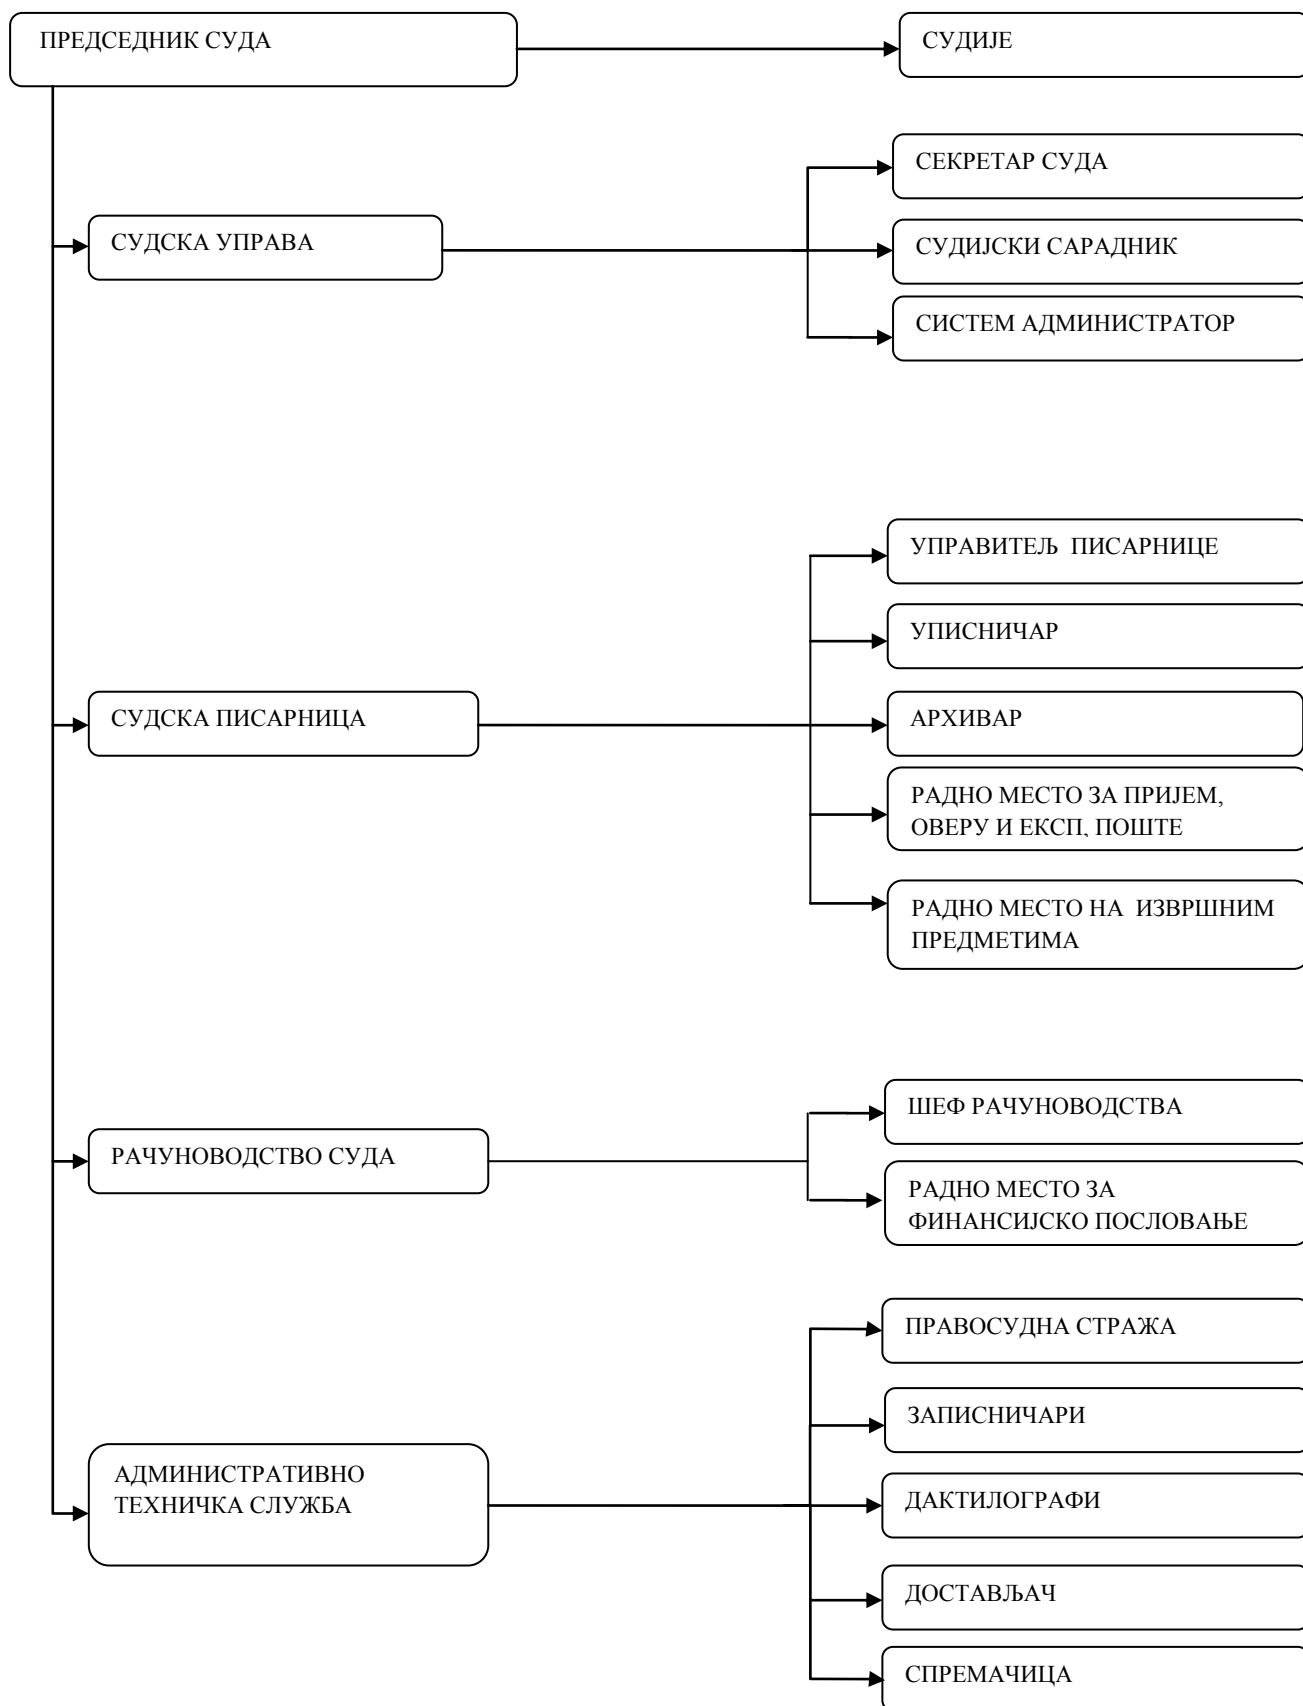 ПРЕДСЕДНИК СУДА
СУДИЈЕ
СУДСКА УПРАВА
СЕКРЕТАР СУДА
СУДИЈСКИ САРАДНИК
СИСТЕМ АДМИНИСТРАТОР
СУДСКА ПИСАРНИЦА
УПРАВИТЕЉ ПИСАРНИЦЕ
УПИСНИЧАР
АРХИВАР
РАДНО МЕСТО ЗА ПРИЈЕМ,
ОВЕРУ И ЕКСП, ПОШТЕ
РАДНО МЕСТО НА ИЗВРШНИМ
ПРЕДМЕТИМА
РАЧУНОВОДСТВО СУДА
ШЕФ РАЧУНОВОДСТВА
РАДНО МЕСТО ЗА
ФИНАНСИЈСКО ПОСЛОВАЊЕ
АДМИНИСТРАТИВНО
ТЕХНИЧКА СЛУЖБА
ПРАВОСУДНА СТРАЖА
ЗАПИСНИЧАРИ
ДАКТИЛОГРАФИ
ДОСТАВЉАЧ
СПРЕМАЧИЦА